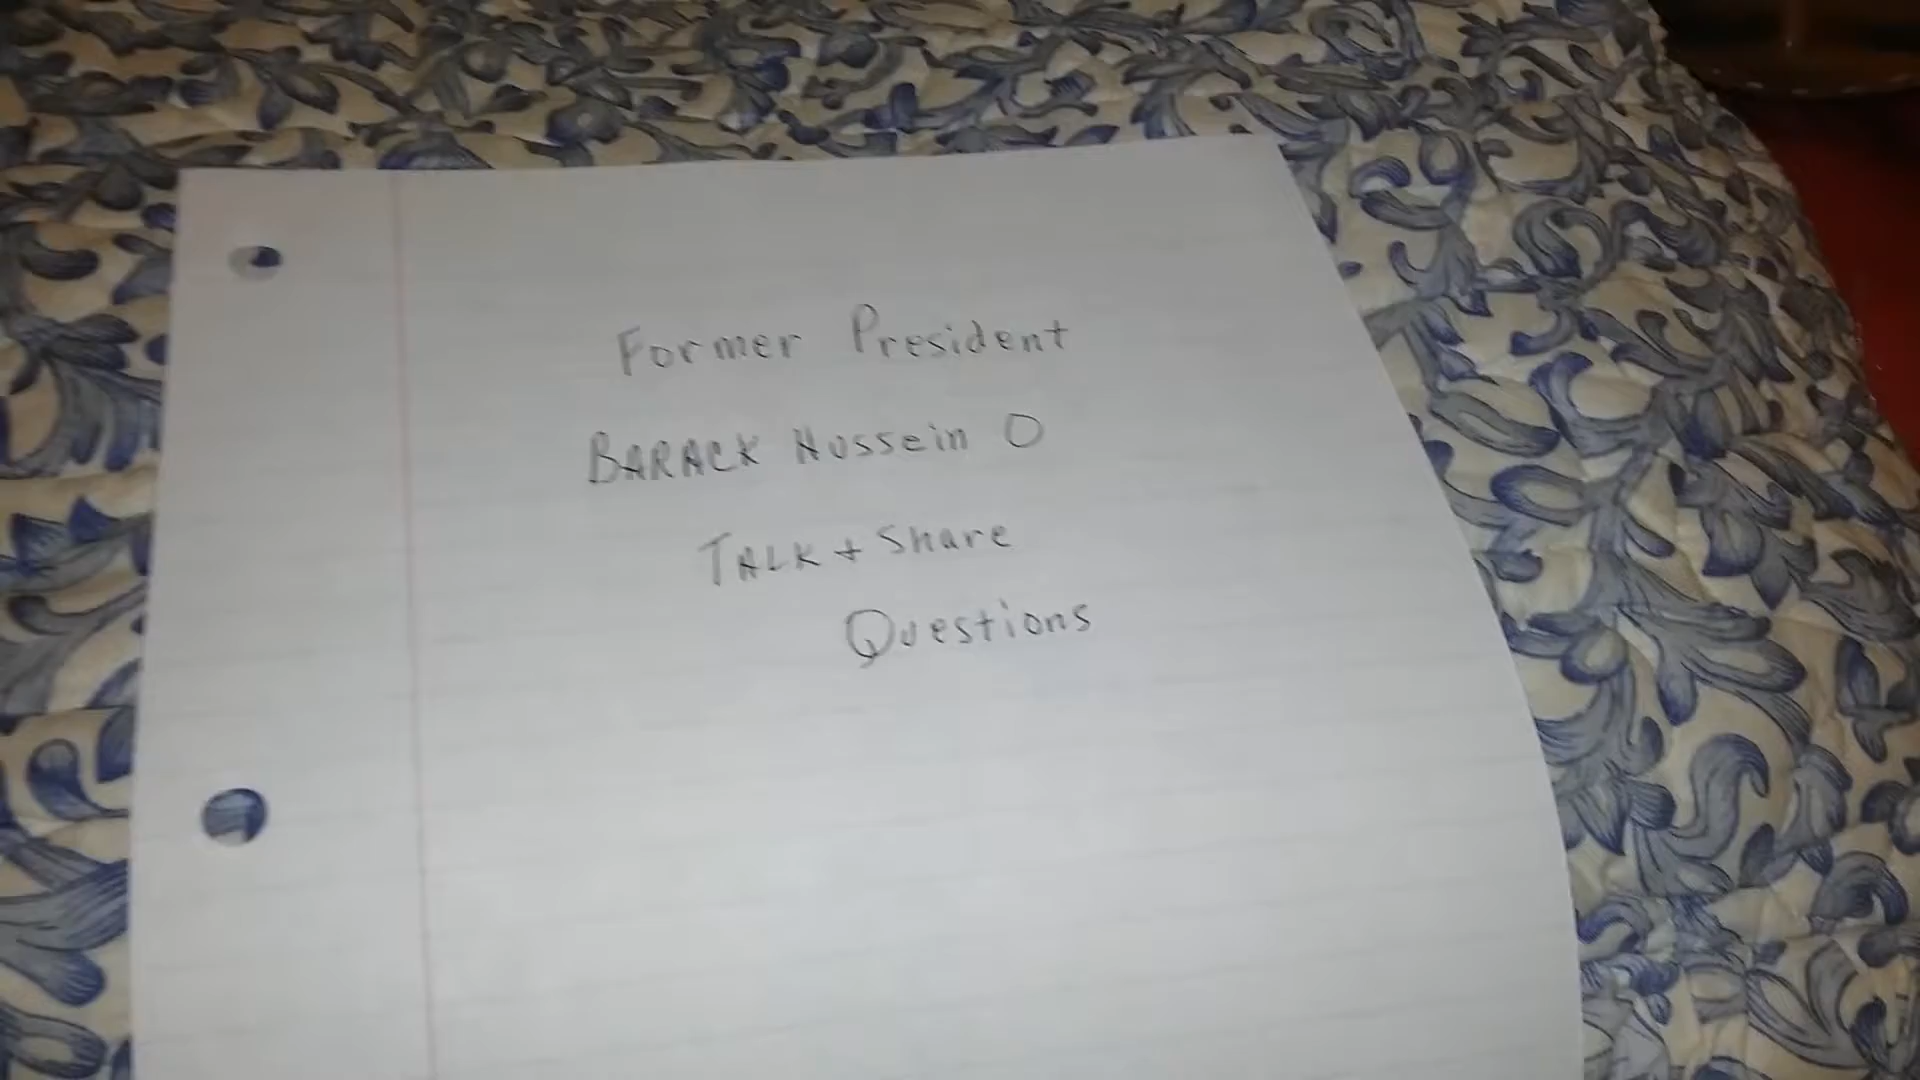 Former President
BARACK Hussein O
TALK + Share
Questions